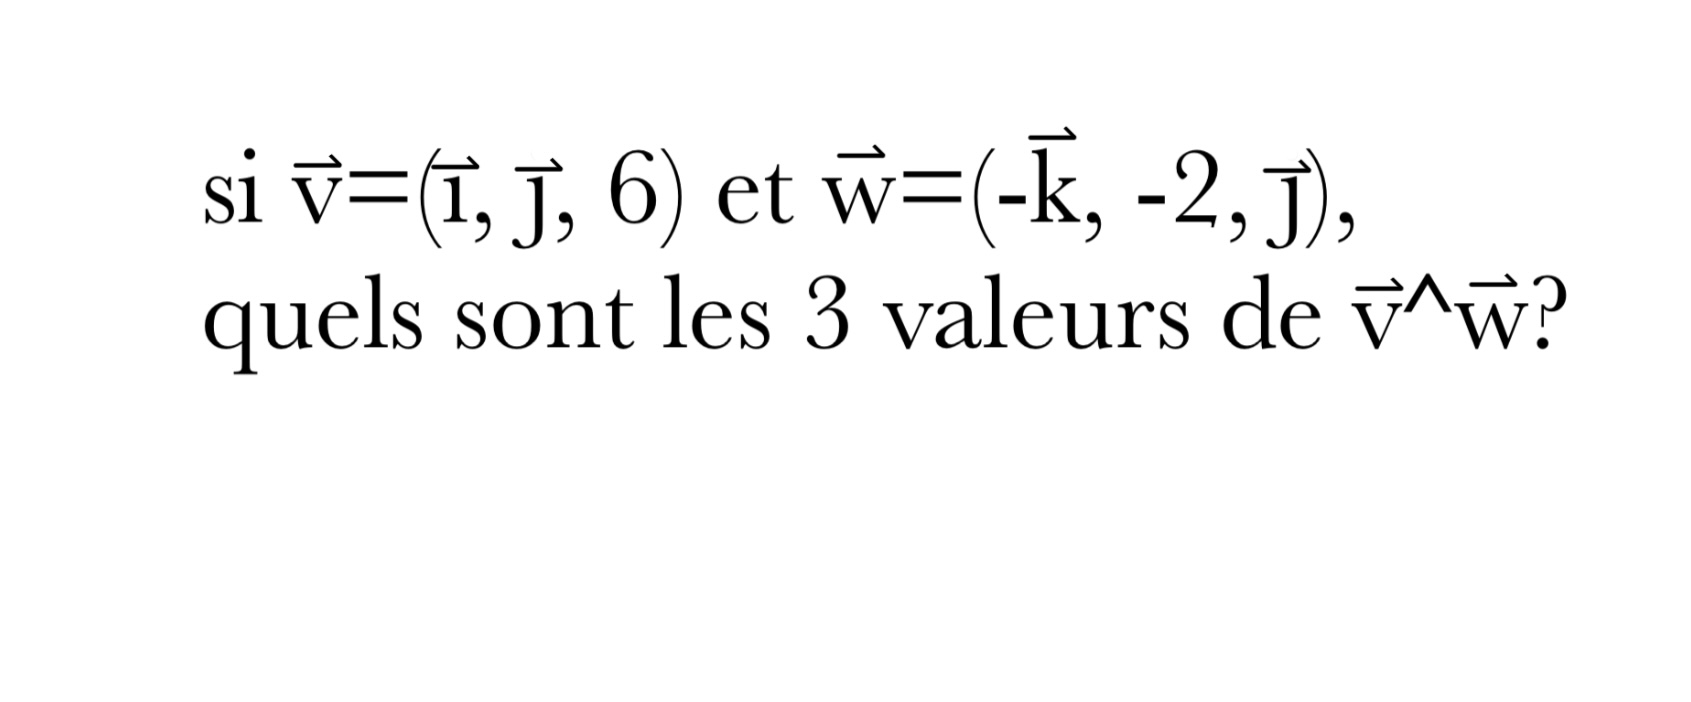 si v⃗=(ı⃗, ȷ⃗, 6) et w⃗=(-k⃗, -2, ȷ⃗),
quels sont les 3 valeurs de v⃗^w⃗?